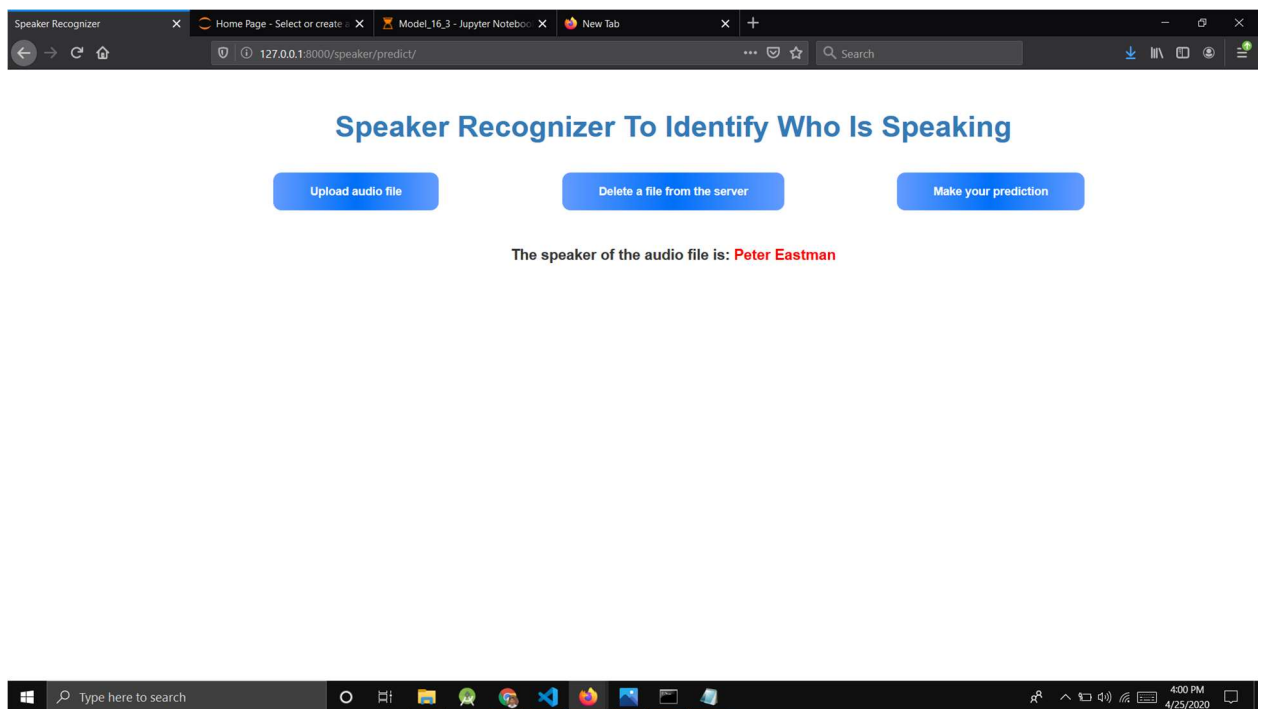 Speaker Recognizer
Home Page - Select or create a
Model_16_3 - Jupyter Noteboo
New Tab
127.0.0.1:8000/speaker/predict/
Search
Speaker Recognizer To Identify Who Is Speaking
Upload audio file
Delete a file from the server
Make your prediction
The speaker of the audio file is: Peter Eastman
Type here to search
4:00 PM
4/25/2020